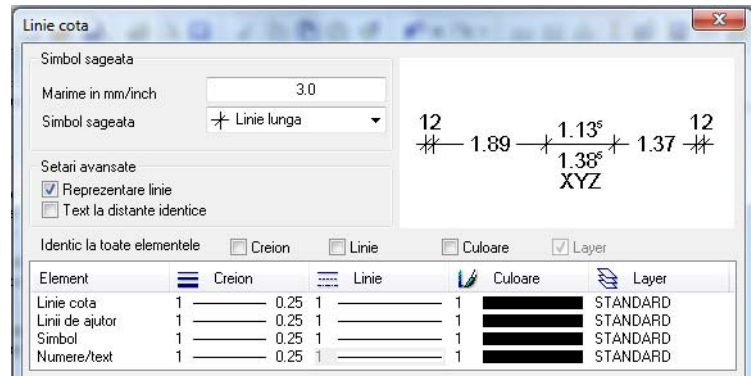 Linie cota
Simbol sageata
Marime in mm/inch 3.0
Simbol sageata Linie lunga
Setari avansate
Reprezentare linie
Text la distante identice
12 1.89 1.13⁵ 1.37 12
1.38⁵
XYZ
Identic la toate elementele Creion Linie Culoare Layer
Element Creion Linie Culoare Layer
Linie cota 1 0.25 1 1 STANDARD
Linii de ajutor 1 0.25 1 1 STANDARD
Simbol 1 0.25 1 1 STANDARD
Numere/text 1 0.25 1 1 STANDARD